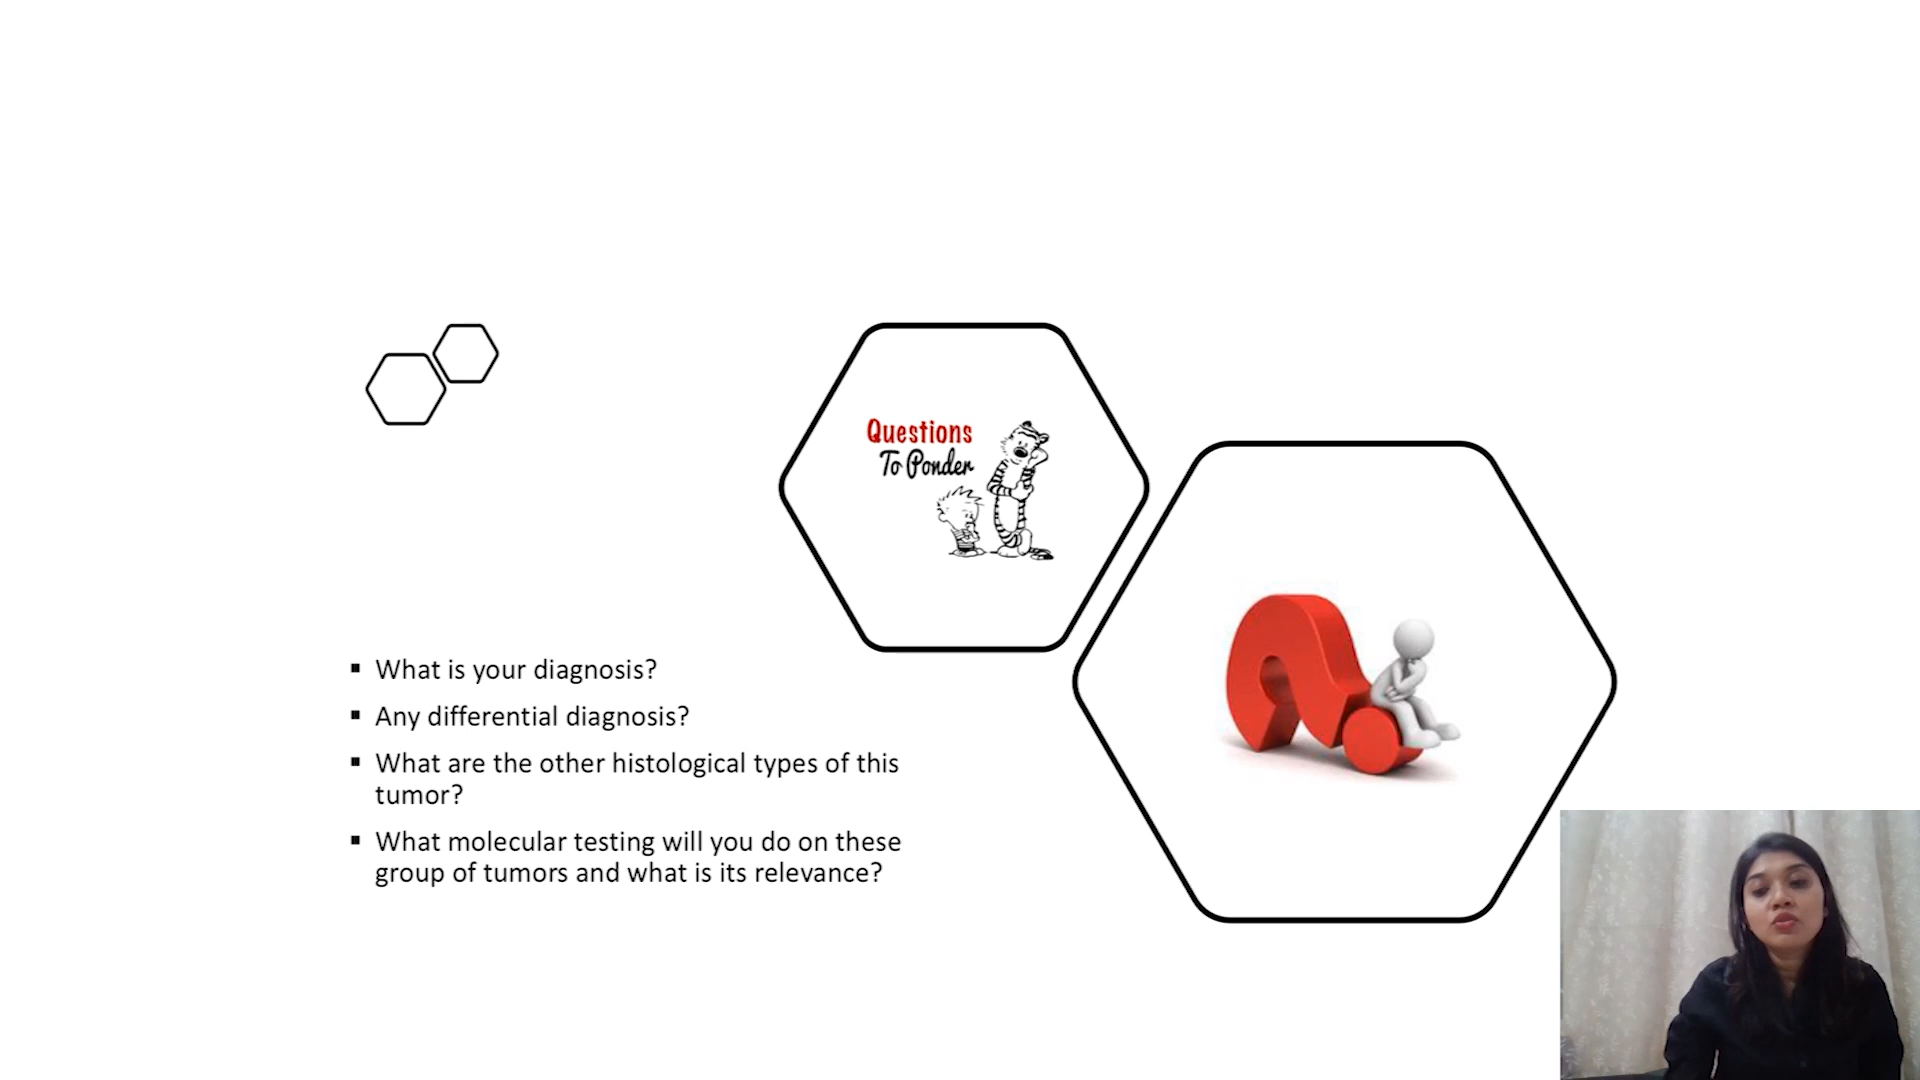 Questions
To Ponder
▪ What is your diagnosis?
▪ Any differential diagnosis?
▪ What are the other histological types of this
tumor?
▪ What molecular testing will you do on these
group of tumors and what is its relevance?